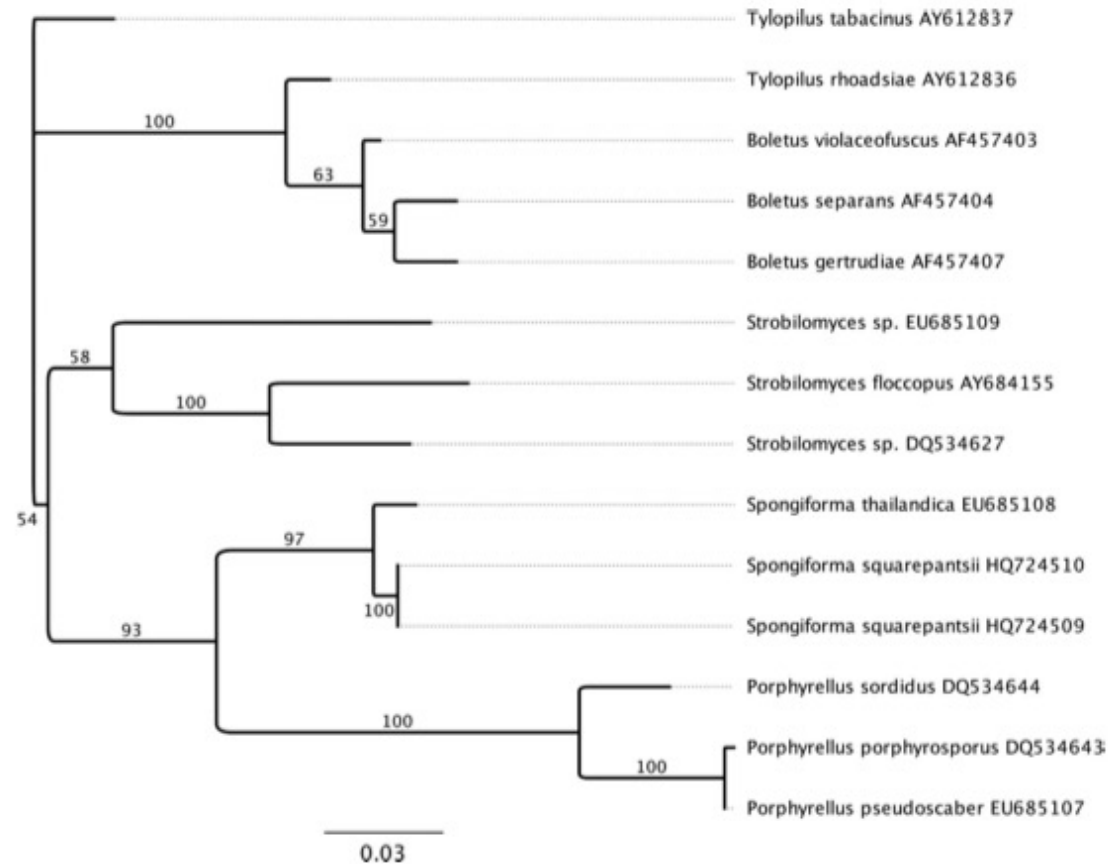 Tylopilus tabacinus AY612837
Tylopilus rhoadsiae AY612836
100
Boletus violaceofuscus AF457403
63
Boletus separans AF457404
59
Boletus gertrudiae AF457407
Strobilomyces sp. EU685109
58
Strobilomyces floccopus AY684155
100
Strobilomyces sp. DQ534627
Spongiforma thailandica EU685108
54
97
Spongiforma squarepantsii HQ724510
100
Spongiforma squarepantsii HQ724509
93
Porphyrellus sordidus DQ534644
100
Porphyrellus porphyrosporus DQ534643
100
Porphyrellus pseudoscaber EU685107
0.03